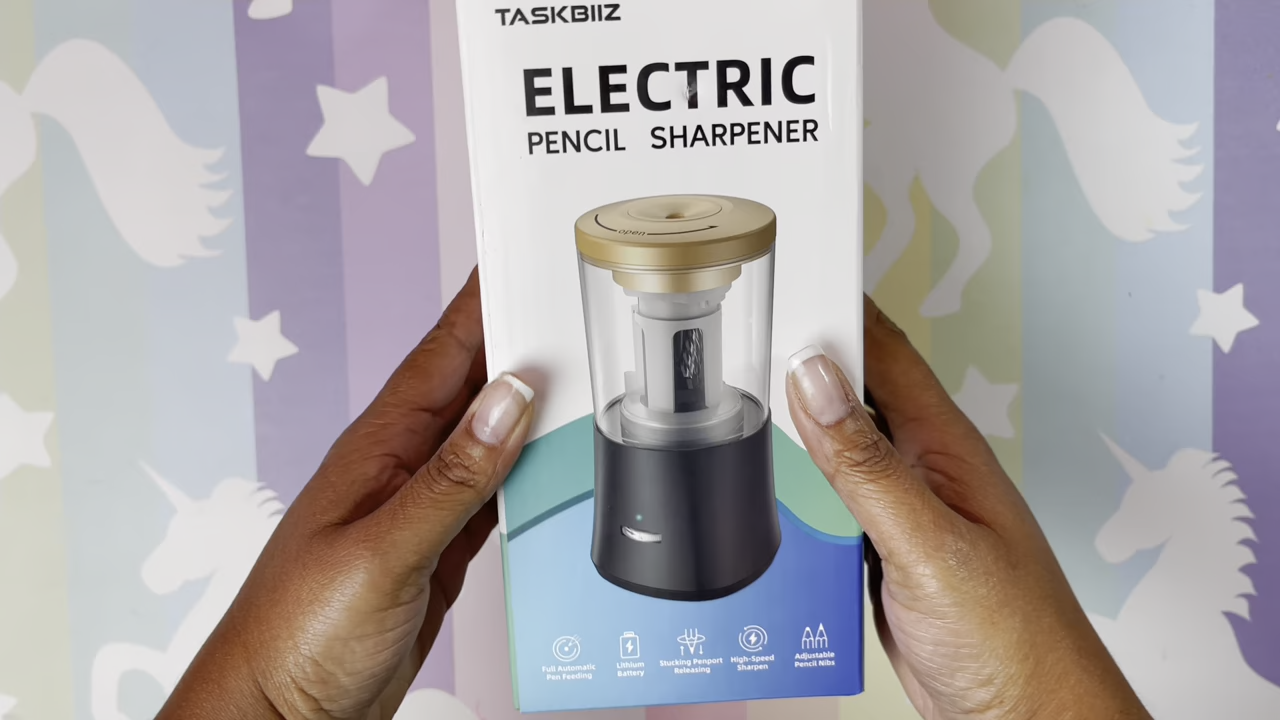 TASKBIIZ
ELECTRIC
PENCIL SHARPENER
open
Full Automatic
Pen Feeding
Lithium
Battery
Stucking Penport
Releasing
High-Speed
Sharpen
Adjustable
Pencil Nibs